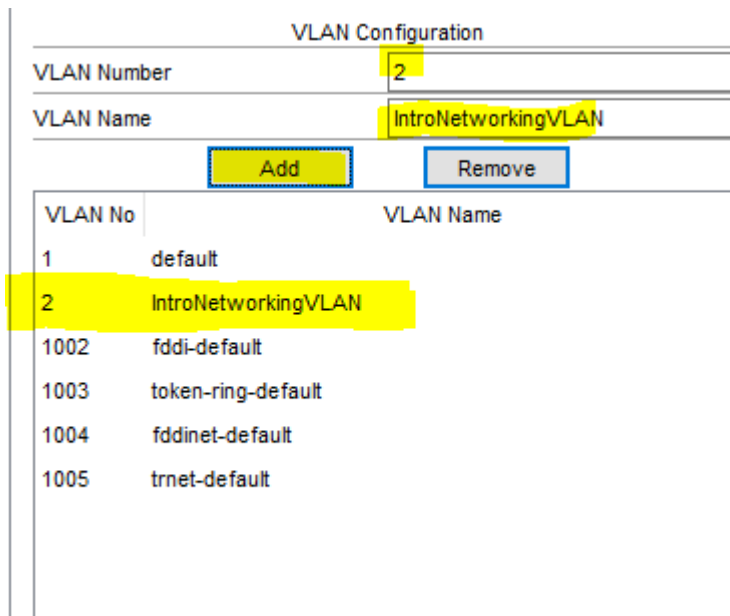 VLAN Configuration
VLAN Number 2
VLAN Name IntroNetworkingVLAN
Add Remove
VLAN No VLAN Name
1 default
2 IntroNetworkingVLAN
1002 fddi-default
1003 token-ring-default
1004 fddinet-default
1005 trnet-default